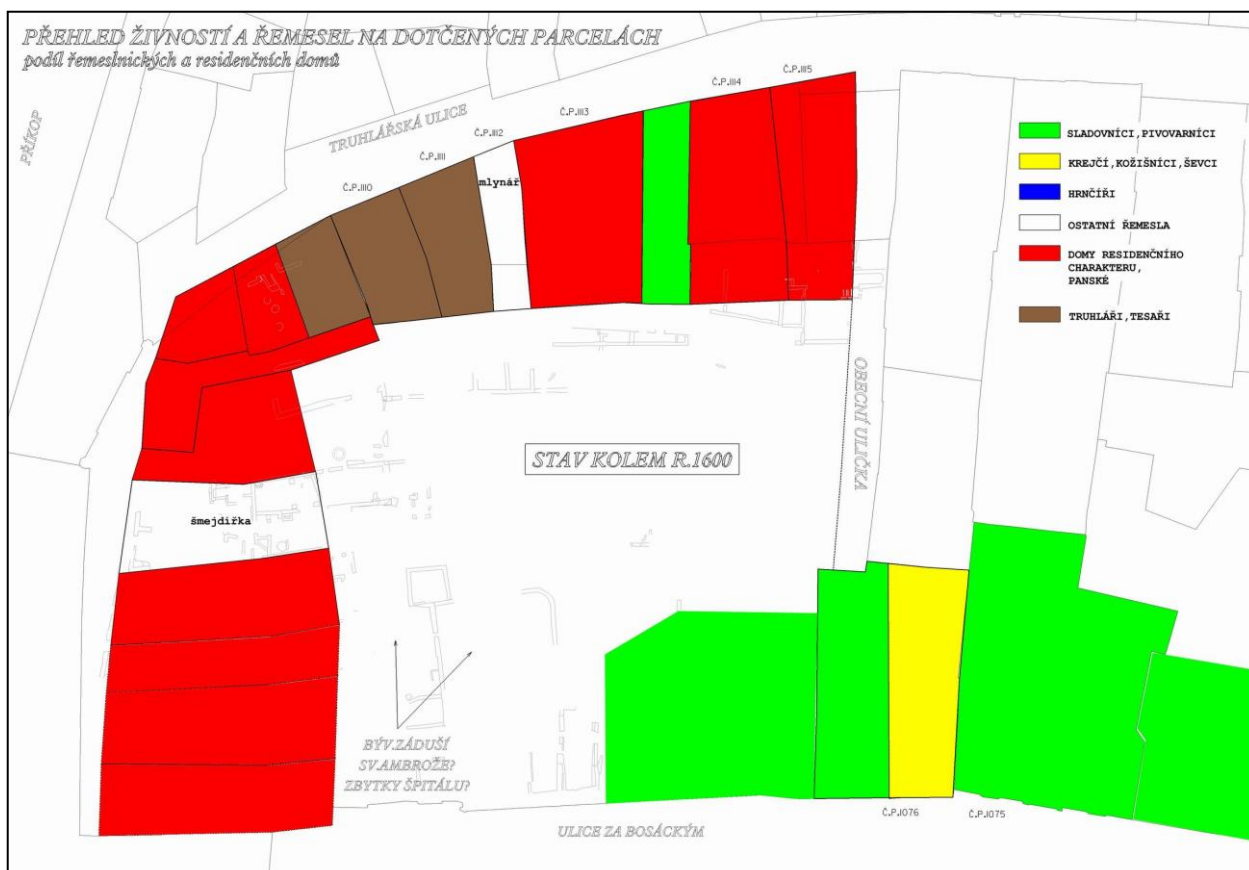 PŘEHLED ŽIVNOSTÍ A ŘEMESEL NA DOTČENÝCH PARCELÁCH
podíl řemeslnických a residenčních domů
PŘÍKOP
TRUHLÁŘSKÁ ULICE
Č.P.1110
Č.P.1111
Č.P.1112
Č.P.1113
Č.P.1114
Č.P.1115
mlynář
SLADOVNÍCI,PIVOVARNÍCI
KREJČÍ,KOŽIŠNÍCI,ŠEVCI
HRNČÍŘI
OSTATNÍ ŘEMESLA
DOMY RESIDENČNÍHO
CHARAKTERU,
PANSKÉ
TRUHLÁŘI,TESAŘI
STAV KOLEM R.1600
OBECNÍ ULIČKA
šmejdířka
BÝV.ZÁDUŠÍ
SV.AMBROŽE?
ZBYTKY ŠPITÁLU?
ULICE ZA BOSÁCKÝM
Č.P.1076
Č.P.1075